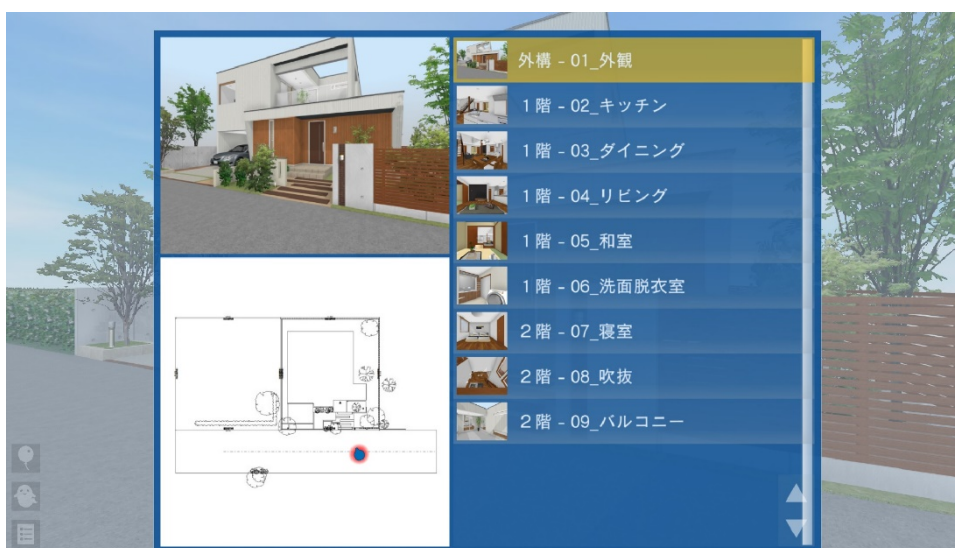 外構 - 01_外観
1階 - 02_キッチン
1階 - 03_ダイニング
1階 - 04_リビング
1階 - 05_和室
1階 - 06_洗面脱衣室
2階 - 07_寝室
2階 - 08_吹抜
2階 - 09_バルコニー